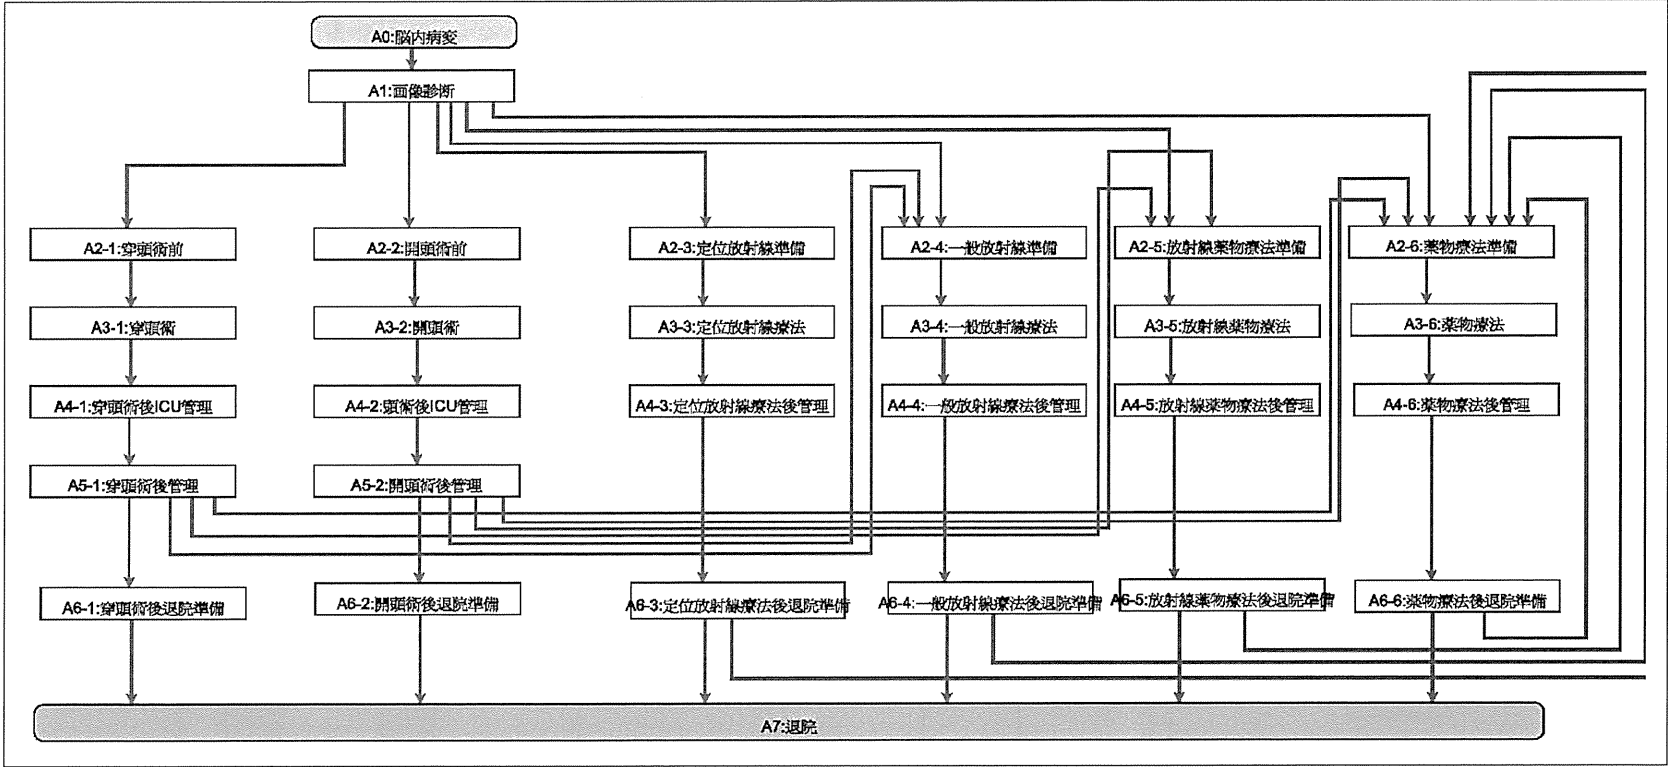 A0:脳内病変
A1:画像診断
A2-1:穿頭術前
A2-2:開頭術前
A2-3:定位放射線準備
A2-4:一般放射線準備
A2-5:放射線薬物療法準備
A2-6:薬物療法準備
A3-1:穿頭術
A3-2:開頭術
A3-3:定位放射線療法
A3-4:一般放射線療法
A3-5:放射線薬物療法
A3-6:薬物療法
A4-1:穿頭術後ICU管理
A4-2:頭術後ICU管理
A4-3:定位放射線療法後管理
A4-4:一般放射線療法後管理
A4-5:放射線薬物療法後管理
A4-6:薬物療法後管理
A5-1:穿頭術後管理
A5-2:開頭術後管理
A6-1:穿頭術後退院準備
A6-2:開頭術後退院準備
A6-3:定位放射線療法後退院準備
A6-4:一般放射線療法後退院準備
A6-5:放射線薬物療法後退院準備
A6-6:薬物療法後退院準備
A7:退院